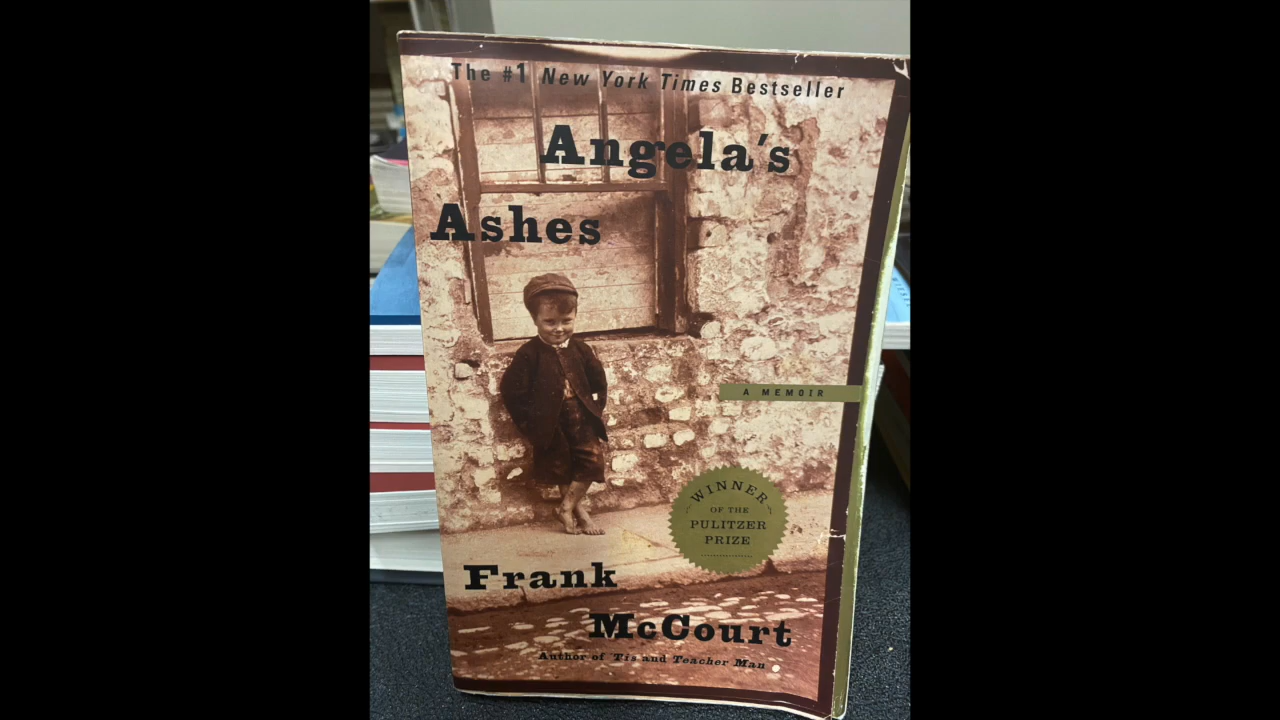 The #1 New York Times Bestseller
Angela's
Ashes
A MEMOIR
WINNER
OF THE
PULITZER
PRIZE
Frank
McCourt
Author of 'Tis and Teacher Man